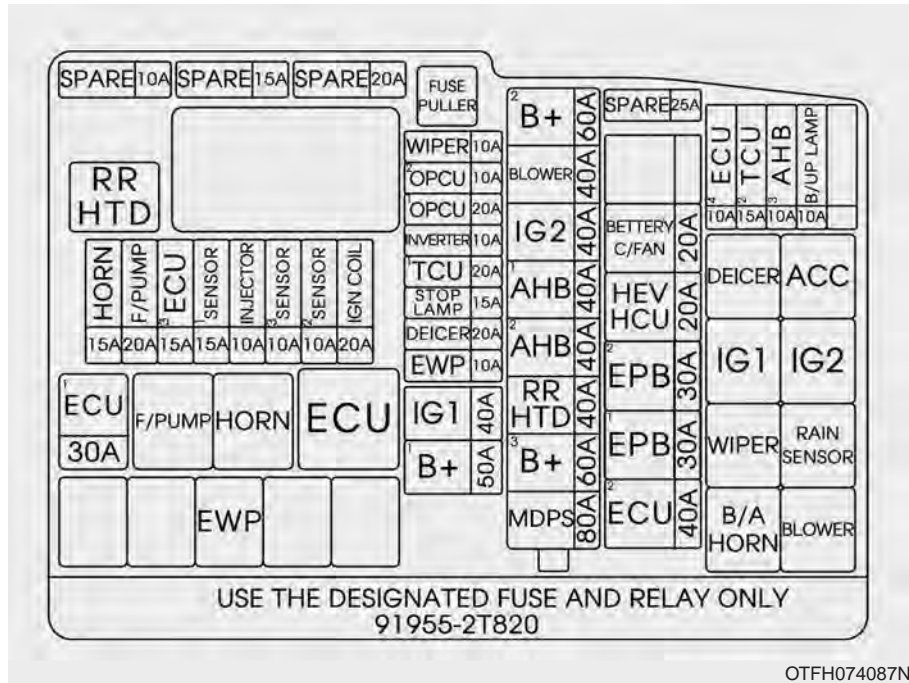 SPARE 10A SPARE 15A SPARE 20A
FUSE
PULLER
RR
HTD
HORN 15A
F/PUMP 20A
3 ECU 15A
1 SENSOR 15A
INJECTOR 10A
3 SENSOR 10A
2 SENSOR 10A
IGN COIL 20A
1 ECU
30A
F/PUMP
HORN
ECU
EWP
WIPER 10A
2 OPCU 10A
1 OPCU 20A
INVERTER 10A
1 TCU 20A
STOP
LAMP 15A
DEICER 20A
EWP 10A
IG1 40A
1 B+ 50A
2 B+ 60A
BLOWER 40A
IG2 40A
1 AHB 40A
2 AHB 40A
RR
HTD 40A
3 B+ 60A
MDPS 80A
SPARE 25A
BETTERY
C/FAN 20A
HEV
HCU 20A
2 EPB 30A
1 EPB 30A
2 ECU 40A
4 ECU 10A
2 TCU 15A
3 AHB 10A
B/UP LAMP 10A
DEICER
ACC
IG1
IG2
WIPER
RAIN
SENSOR
B/A
HORN
BLOWER
USE THE DESIGNATED FUSE AND RELAY ONLY
91955-2T820
OTFH074087N